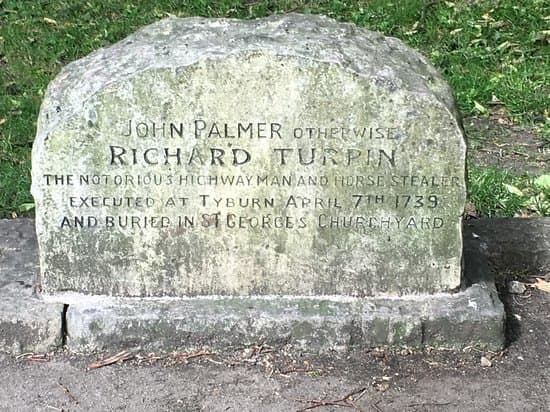 JOHN PALMER OTHERWISE
RICHARD TURPIN
THE NOTORIOUS HIGHWAYMAN AND HORSE STEALER
EXECUTED AT TYBURN APRIL 7TH 1739
AND BURIED IN ST GEORGES CHURCHYARD